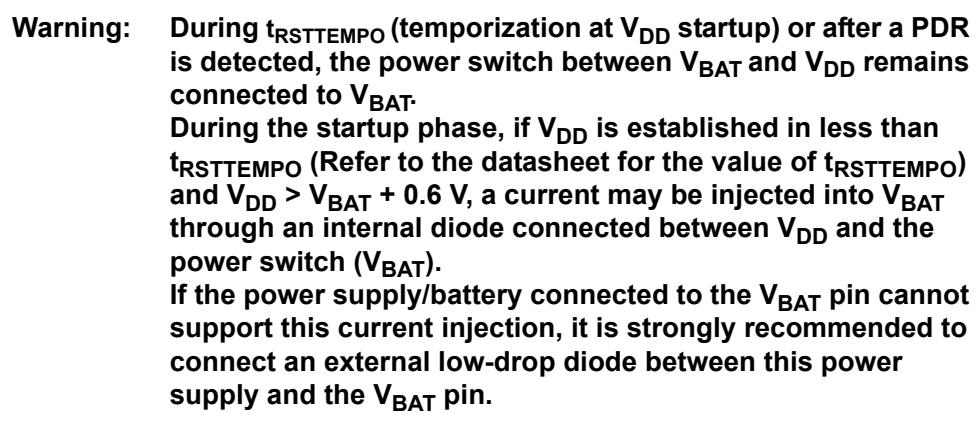 Warning: During tRSTTEMPO (temporization at VDD startup) or after a PDR
is detected, the power switch between VBAT and VDD remains
connected to VBAT.
During the startup phase, if VDD is established in less than
tRSTTEMPO (Refer to the datasheet for the value of tRSTTEMPO)
and VDD > VBAT + 0.6 V, a current may be injected into VBAT
through an internal diode connected between VDD and the
power switch (VBAT).
If the power supply/battery connected to the VBAT pin cannot
support this current injection, it is strongly recommended to
connect an external low-drop diode between this power
supply and the VBAT pin.